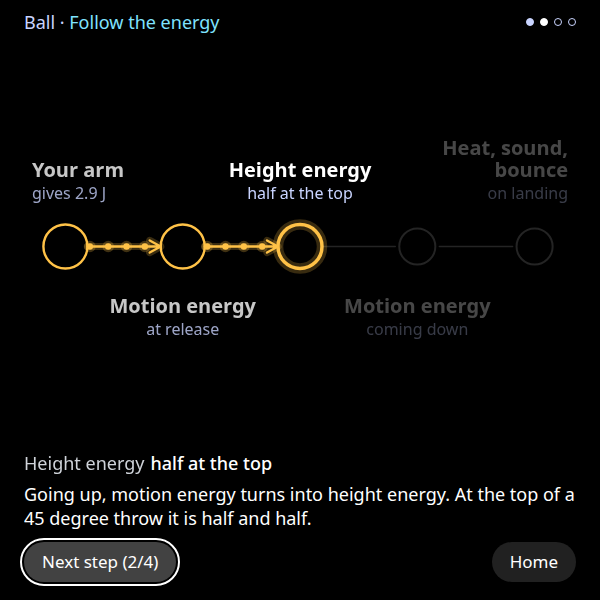 Ball · Follow the energy
Your arm
gives 2.9 J
Height energy
half at the top
Heat, sound,
bounce
on landing
Motion energy
at release
Motion energy
coming down
Height energy half at the top
Going up, motion energy turns into height energy. At the top of a
45 degree throw it is half and half.
Next step (2/4)
Home